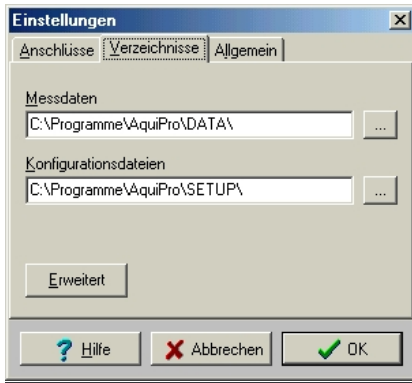 Einstellungen
Anschlüsse Verzeichnisse Allgemein
Messdaten
C:\Programme\AquiPro\DATA\ ...
Konfigurationsdateien
C:\Programme\AquiPro\SETUP\ ...
Erweitert
? Hilfe Abbrechen OK